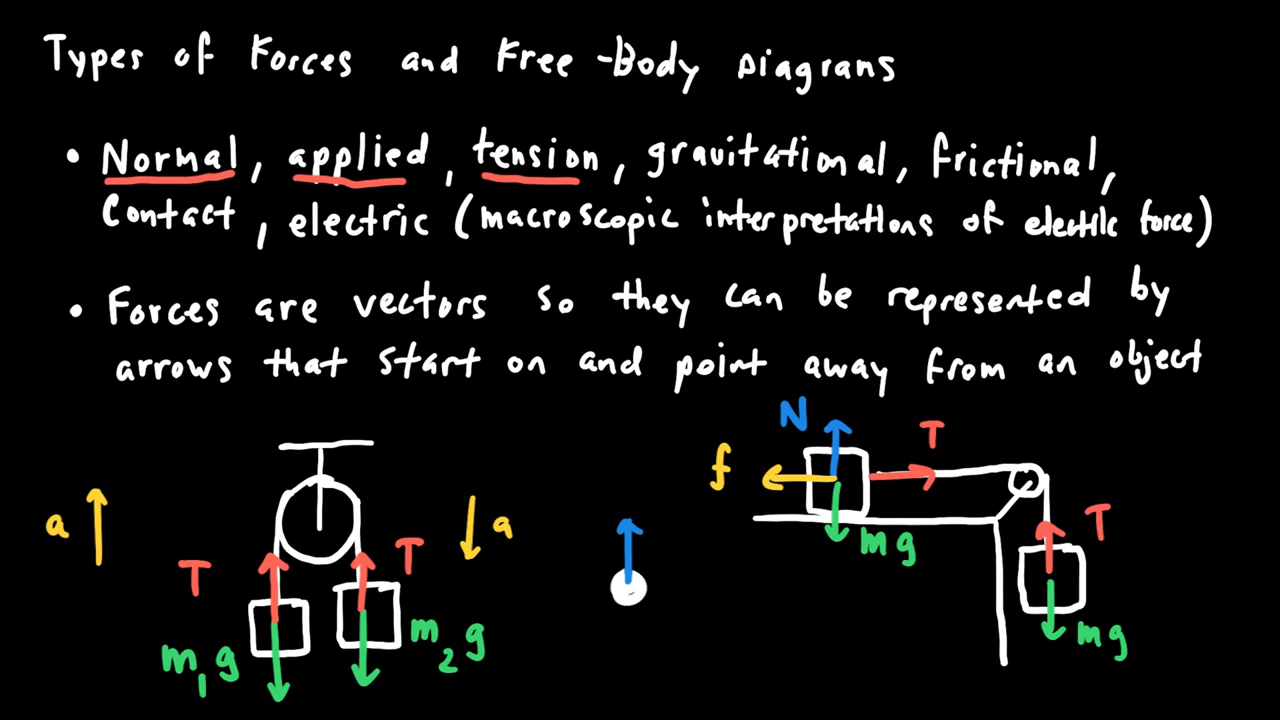 Types of Forces and Free-Body Diagrans
• Normal, applied, tension, gravitational, frictional,
Contact, electric (macroscopic interpretations of electric force)
• Forces are vectors so they can be represented by
arrows that start on and point away from an object
a
T
T
a
m₁g
m₂g
N
f
T
mg
T
mg